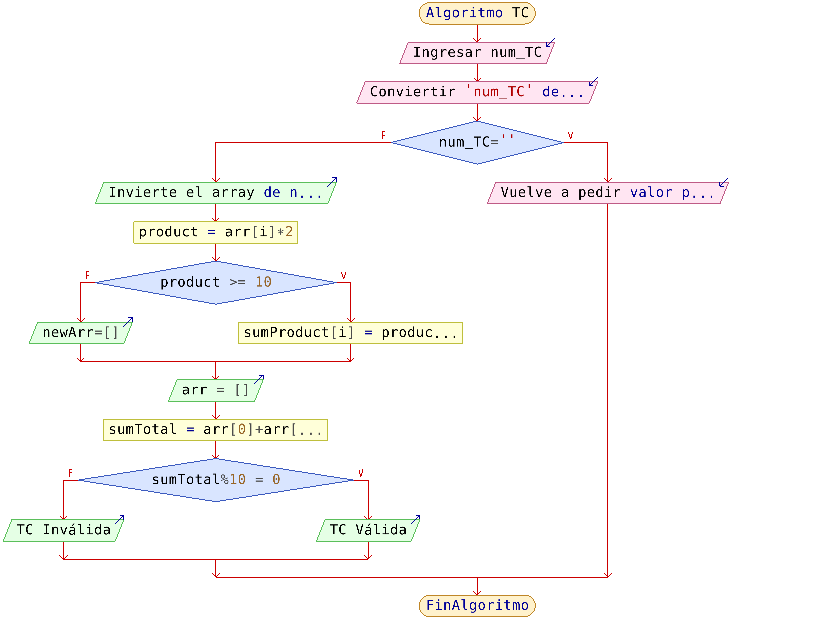 Algoritmo TC
Ingresar num_TC
Conviertir 'num_TC' de...
F
num_TC=''
V
Invierte el array de n...
Vuelve a pedir valor p...
product = arr[i]*2
F
product >= 10
V
newArr=[]
sumProduct[i] = produc...
arr = []
sumTotal = arr[0]+arr[...
F
sumTotal%10 = 0
V
TC Inválida
TC Válida
FinAlgoritmo